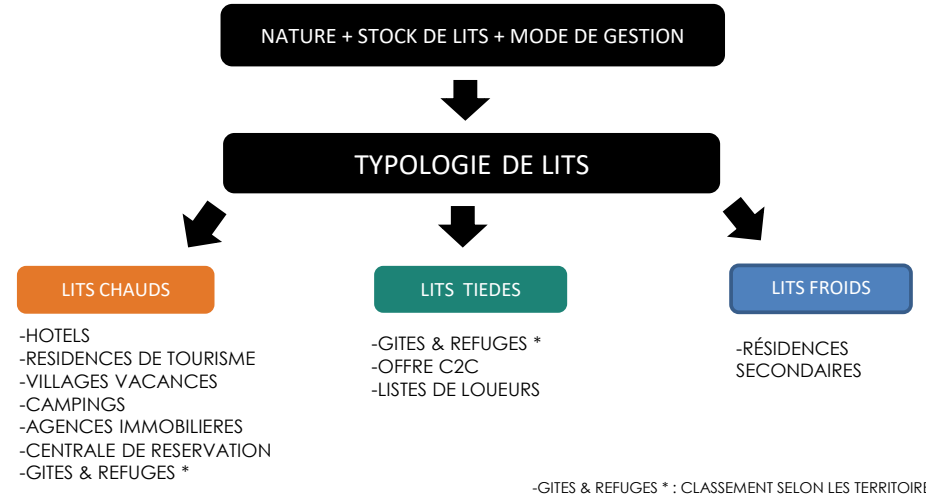 NATURE + STOCK DE LITS + MODE DE GESTION
TYPOLOGIE DE LITS
LITS CHAUDS
-HOTELS
-RESIDENCES DE TOURISME
-VILLAGES VACANCES
-CAMPINGS
-AGENCES IMMOBILIERES
-CENTRALE DE RESERVATION
-GITES & REFUGES *
LITS TIEDES
-GITES & REFUGES *
-OFFRE C2C
-LISTES DE LOUEURS
LITS FROIDS
-RÉSIDENCES
SECONDAIRES
-GITES & REFUGES * : CLASSEMENT SELON LES TERRITOIRE